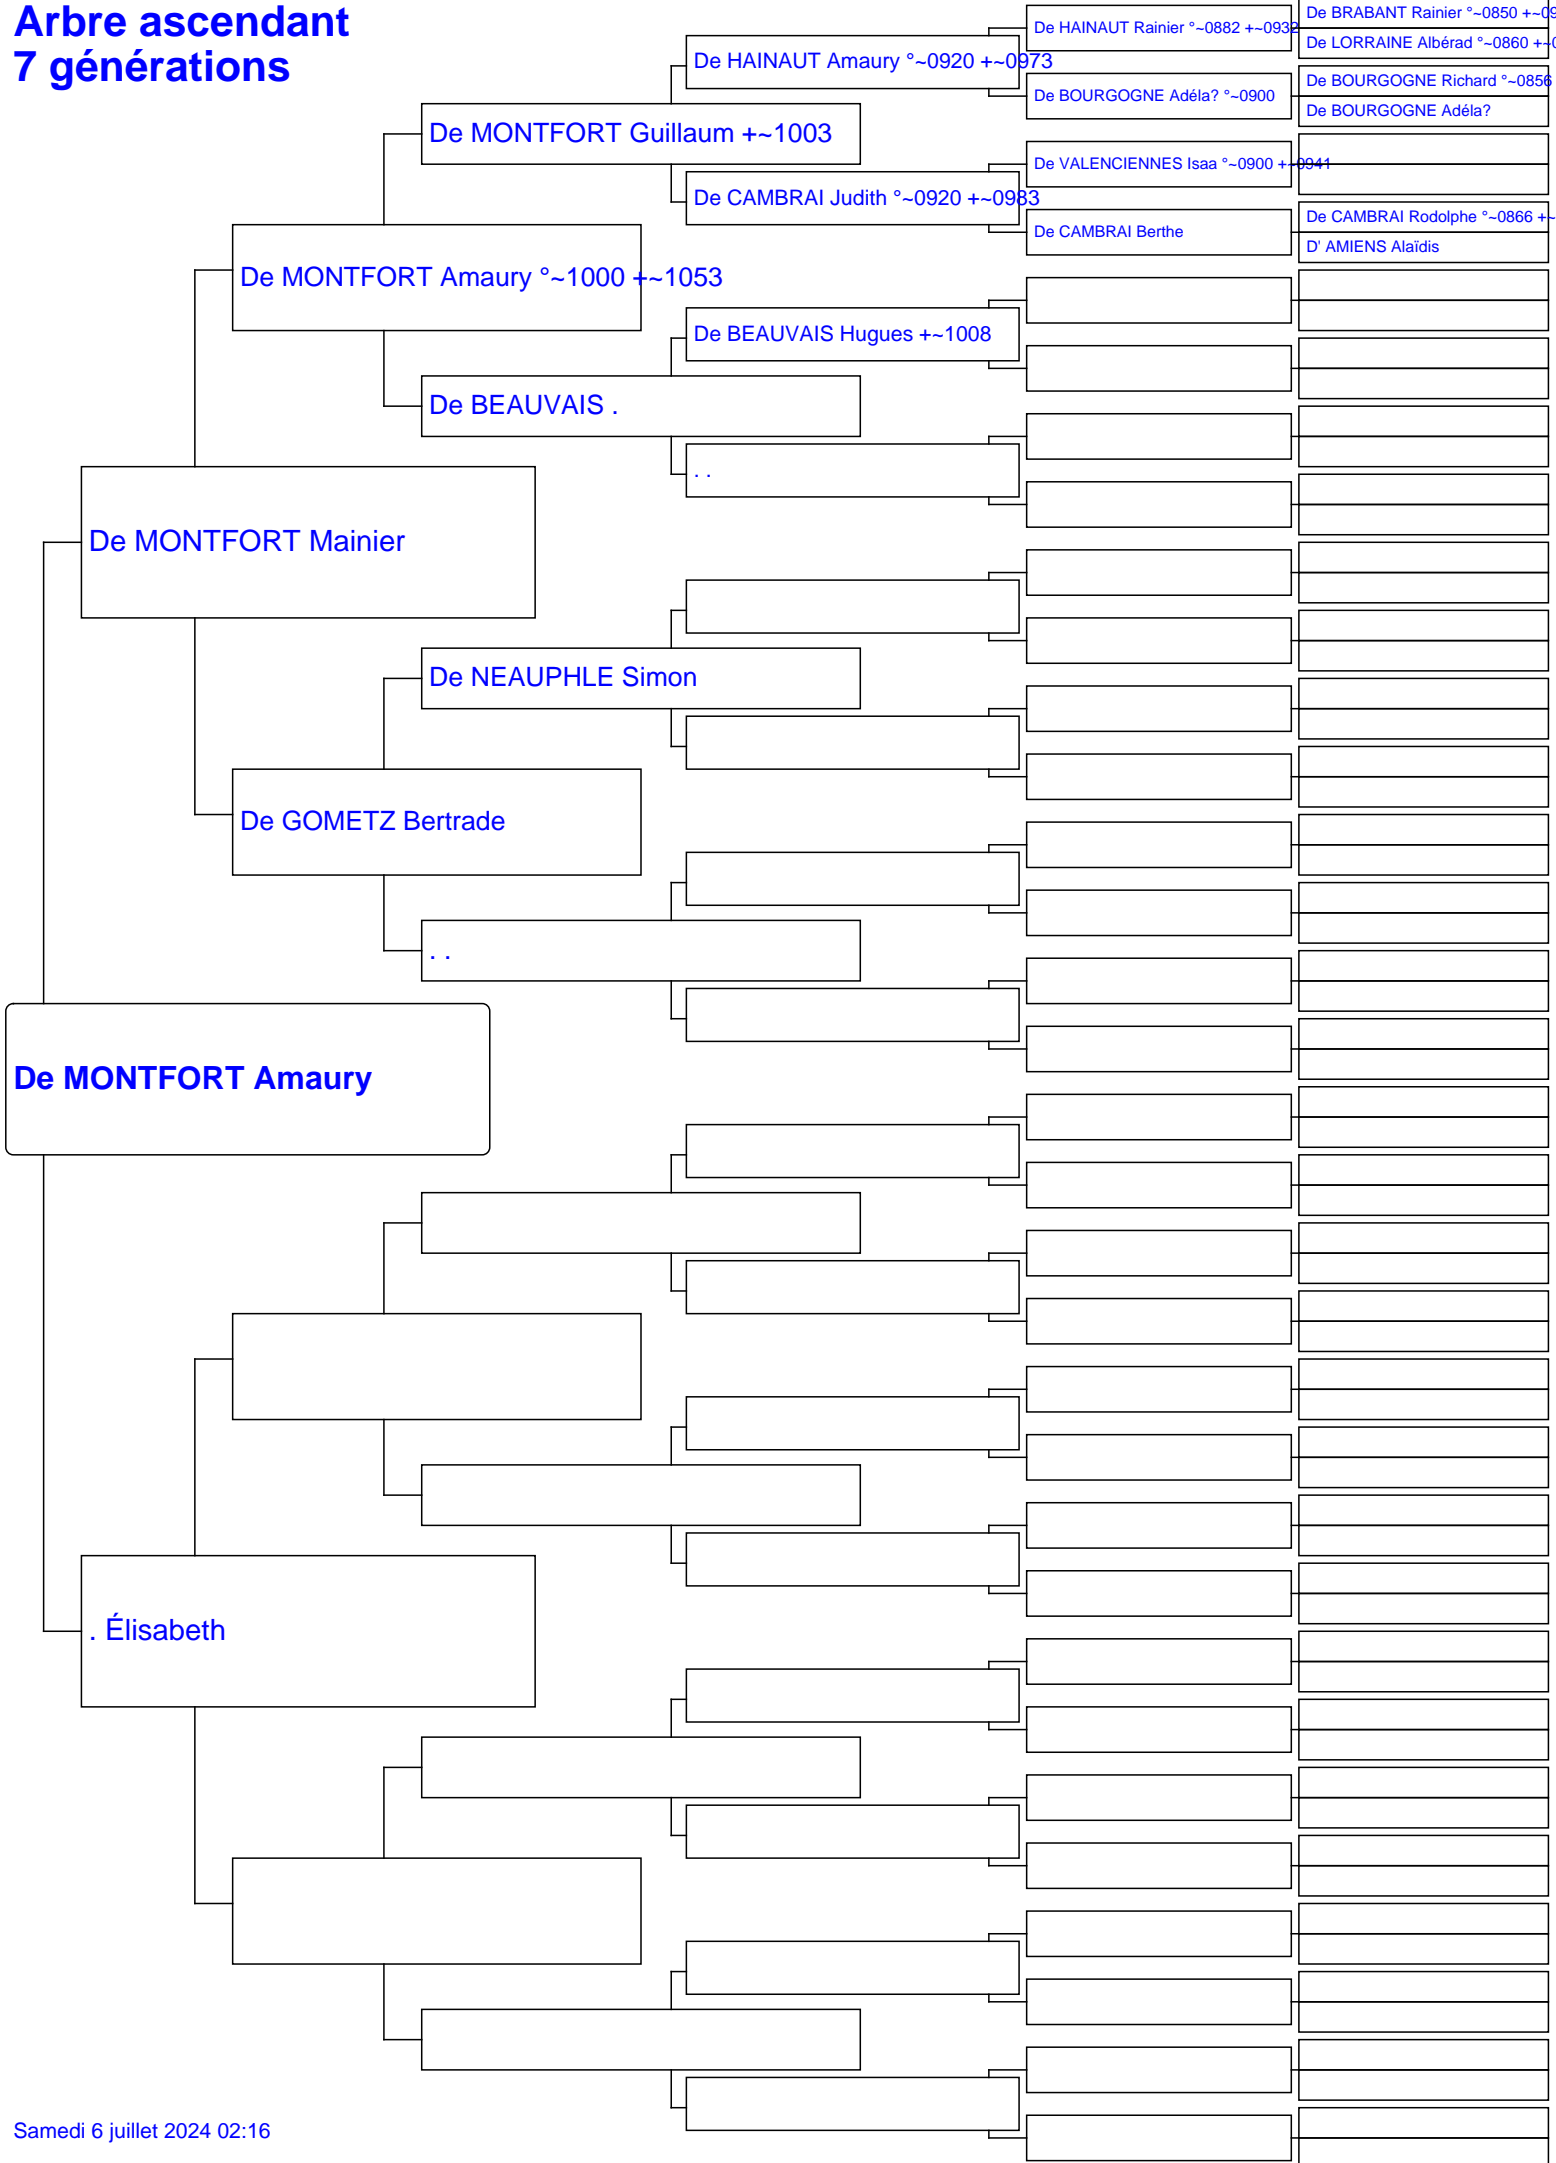 Arbre ascendant
7 générations
De BRABANT Rainier °~0850 +~09
De HAINAUT Rainier °~0882 +~0932
De LORRAINE Albérad °~0860 +~0
De HAINAUT Amaury °~0920 +~0973
De BOURGOGNE Richard °~0856
De BOURGOGNE Adéla? °~0900
De BOURGOGNE Adéla?
De MONTFORT Guillaum +~1003
De VALENCIENNES Isaa °~0900 +~0941
De CAMBRAI Judith °~0920 +~0983
De CAMBRAI Rodolphe °~0866 +~
De CAMBRAI Berthe
D' AMIENS Alaïdis
De MONTFORT Amaury °~1000 +~1053
De BEAUVAIS Hugues +~1008
De BEAUVAIS .
. .
De MONTFORT Mainier
De NEAUPHLE Simon
De GOMETZ Bertrade
. .
De MONTFORT Amaury
. Élisabeth
Samedi 6 juillet 2024 02:16